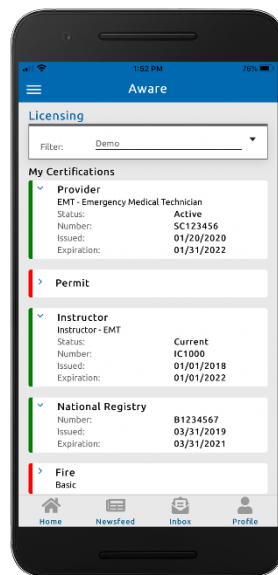 1:52 PM
76%
Aware
Licensing
Filter: Demo
My Certifications
Provider
EMT - Emergency Medical Technician
Status: Active
Number: SC123456
Issued: 01/20/2020
Expiration: 01/31/2022
Permit
Instructor
Instructor - EMT
Status: Current
Number: IC1000
Issued: 01/01/2018
Expiration: 01/01/2022
National Registry
Number: B1234567
Issued: 03/31/2019
Expiration: 03/31/2021
Fire
Basic
Home Newsfeed Inbox Profile